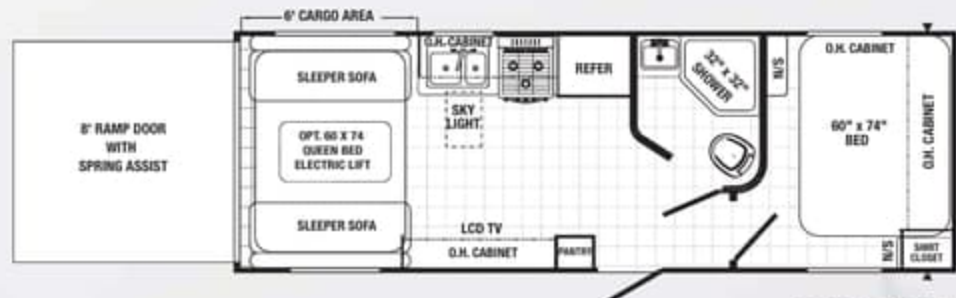 6' CARGO AREA
8' RAMP DOOR
WITH
SPRING ASSIST
SLEEPER SOFA
OPT. 60 X 74
QUEEN BED
ELECTRIC LIFT
SLEEPER SOFA
O.H. CABINET
SKY
LIGHT
REFER
LCD TV
O.H. CABINET
PANTRY
32" x 32"
SHOWER
N/S
O.H. CABINET
60" x 74"
BED
O.H. CABINET
N/S
SHIRT
CLOSET